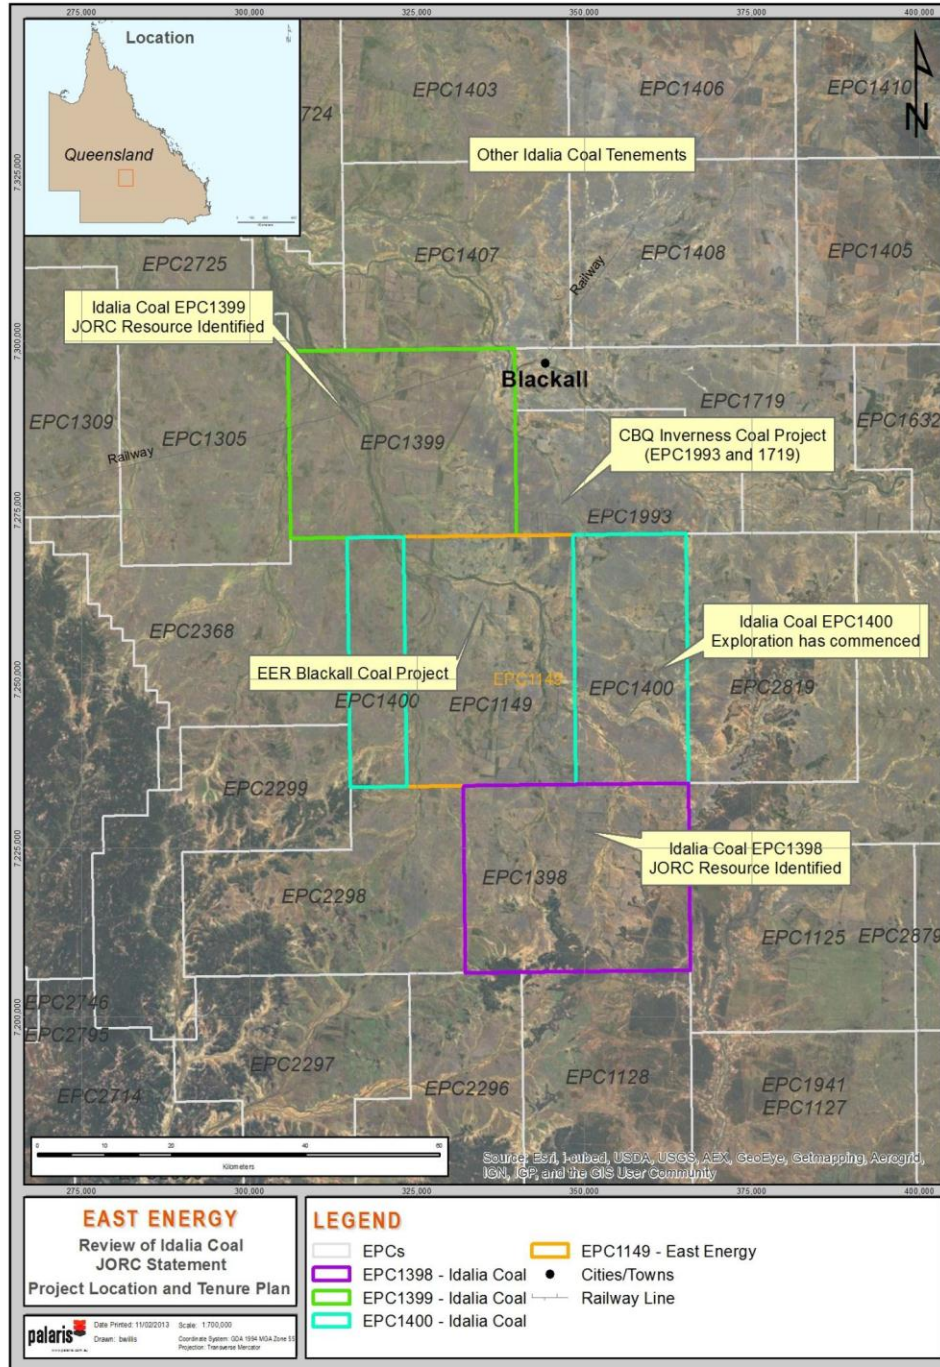 275,000
300,000
325,000
350,000
375,000
400,000
Location
Queensland
N
EPC1403
EPC1406
EPC1410
724
Other Idalia Coal Tenements
7,325,000
EPC2725
EPC1407
EPC1408
EPC1405
Railway
Idalia Coal EPC1399
JORC Resource Identified
7,300,000
Blackall
EPC1309
EPC1305
EPC1399
EPC1719
EPC1632
Railway
CBQ Inverness Coal Project
(EPC1993 and 1719)
7,275,000
EPC1993
EPC2368
Idalia Coal EPC1400
Exploration has commenced
EER Blackall Coal Project
7,250,000
EPC1149
EPC1400
EPC1149
EPC1400
EPC2819
EPC2299
7,225,000
Idalia Coal EPC1398
JORC Resource Identified
EPC1398
EPC2298
EPC1125
EPC2879
7,200,000
EPC2746
EPC2795
EPC2297
EPC2296
EPC1128
EPC2714
EPC1941
EPC1127
0 10 20 40 60
Kilometers
Source: Esri, i-cubed, USDA, USGS, AEX, GeoEye, Getmapping, Aerogrid,
IGN, IGP, and the GIS User Community
275,000
300,000
325,000
350,000
375,000
400,000
EAST ENERGY
Review of Idalia Coal
JORC Statement
Project Location and Tenure Plan
palaris
Date Printed: 11/02/2013 Scale: 1:700,000
Drawn: bwillis
Coordinate System: GDA 1994 MGA Zone 55
Projection: Transverse Mercator
LEGEND
EPCs
EPC1398 - Idalia Coal
EPC1399 - Idalia Coal
EPC1400 - Idalia Coal
EPC1149 - East Energy
Cities/Towns
Railway Line